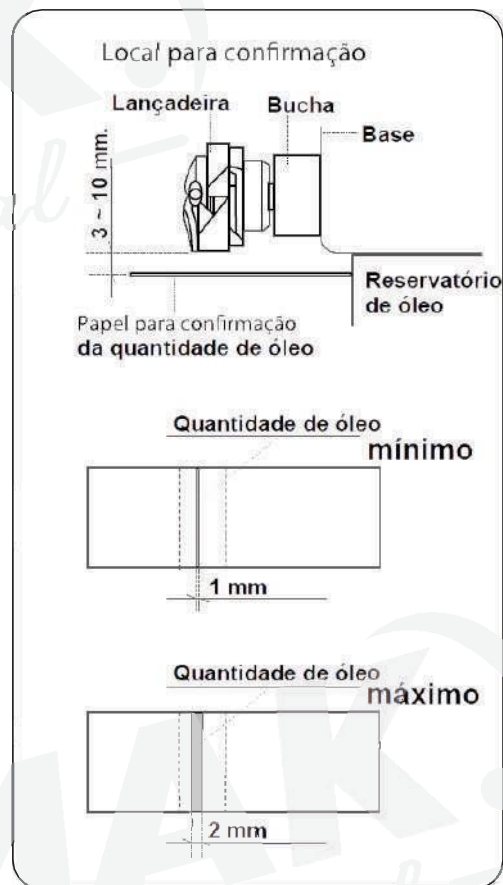 Local para confirmação
Lançadeira
Bucha
Base
3 ~ 10 mm.
Reservatório
de óleo
Papel para confirmação
da quantidade de óleo
Quantidade de óleo
mínimo
1 mm
Quantidade de óleo
máximo
2 mm